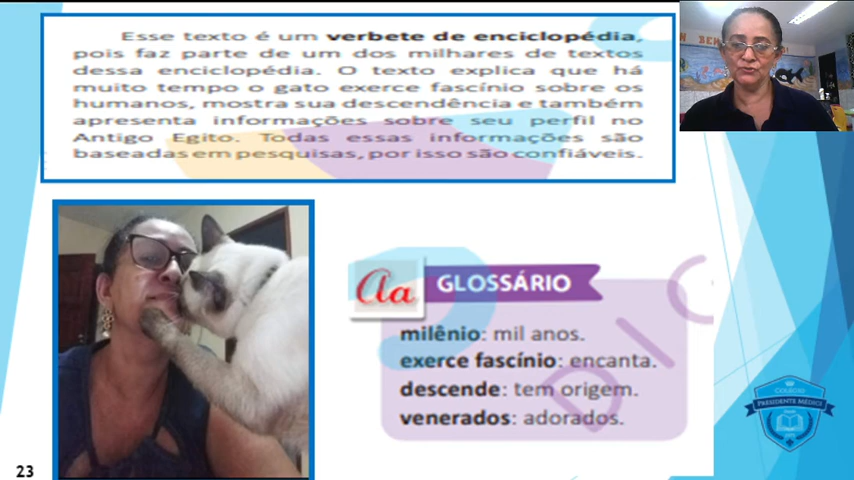 Esse texto é um verbete de enciclopédia,
pois faz parte de um dos milhares de textos
dessa enciclopédia. O texto explica que há
muito tempo o gato exerce fascínio sobre os
humanos, mostra sua descendência e também
apresenta informações sobre seu perfil no
Antigo Egito. Todas essas informações são
baseadas em pesquisas, por isso são confiáveis.
Aa GLOSSÁRIO
milênio: mil anos.
exerce fascínio: encanta.
descende: tem origem.
venerados: adorados.
COLÉGIO
PRESIDENTE MÉDICI
23